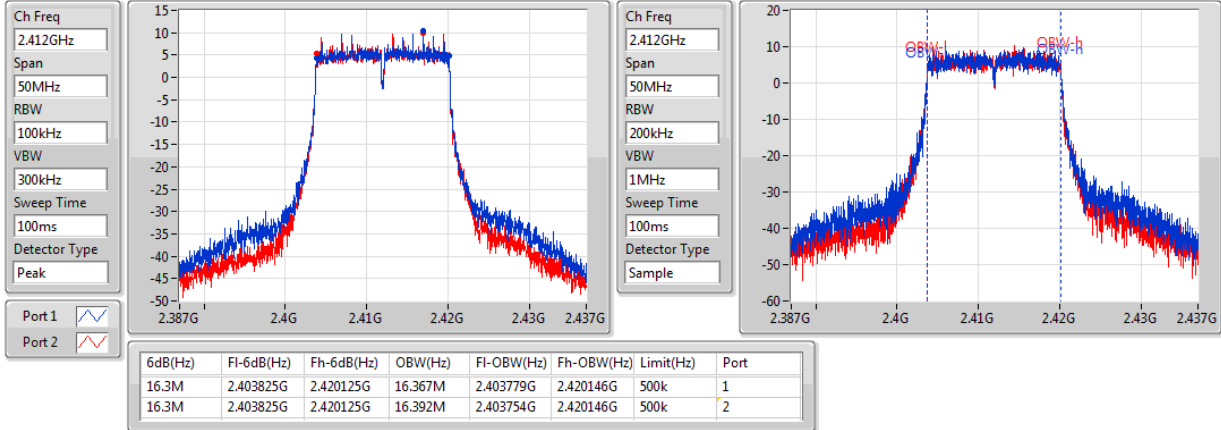 Ch Freq
2.412GHz
Span
50MHz
RBW
100kHz
VBW
300kHz
Sweep Time
100ms
Detector Type
Peak
Port 1
Port 2
15
10
5
0
-5
-10
-15
-20
-25
-30
-35
-40
-45
-50
2.387G 2.4G 2.41G 2.42G 2.43G 2.437G
Ch Freq
2.412GHz
Span
50MHz
RBW
200kHz
VBW
1MHz
Sweep Time
100ms
Detector Type
Sample
20
10
0
-10
-20
-30
-40
-50
-60
OBW-l OBW-h
OBW-l OBW-h
2.387G 2.4G 2.41G 2.42G 2.43G 2.437G
6dB(Hz) Fl-6dB(Hz) Fh-6dB(Hz) OBW(Hz) Fl-OBW(Hz) Fh-OBW(Hz) Limit(Hz) Port
16.3M 2.403825G 2.420125G 16.367M 2.403779G 2.420146G 500k 1
16.3M 2.403825G 2.420125G 16.392M 2.403754G 2.420146G 500k 2